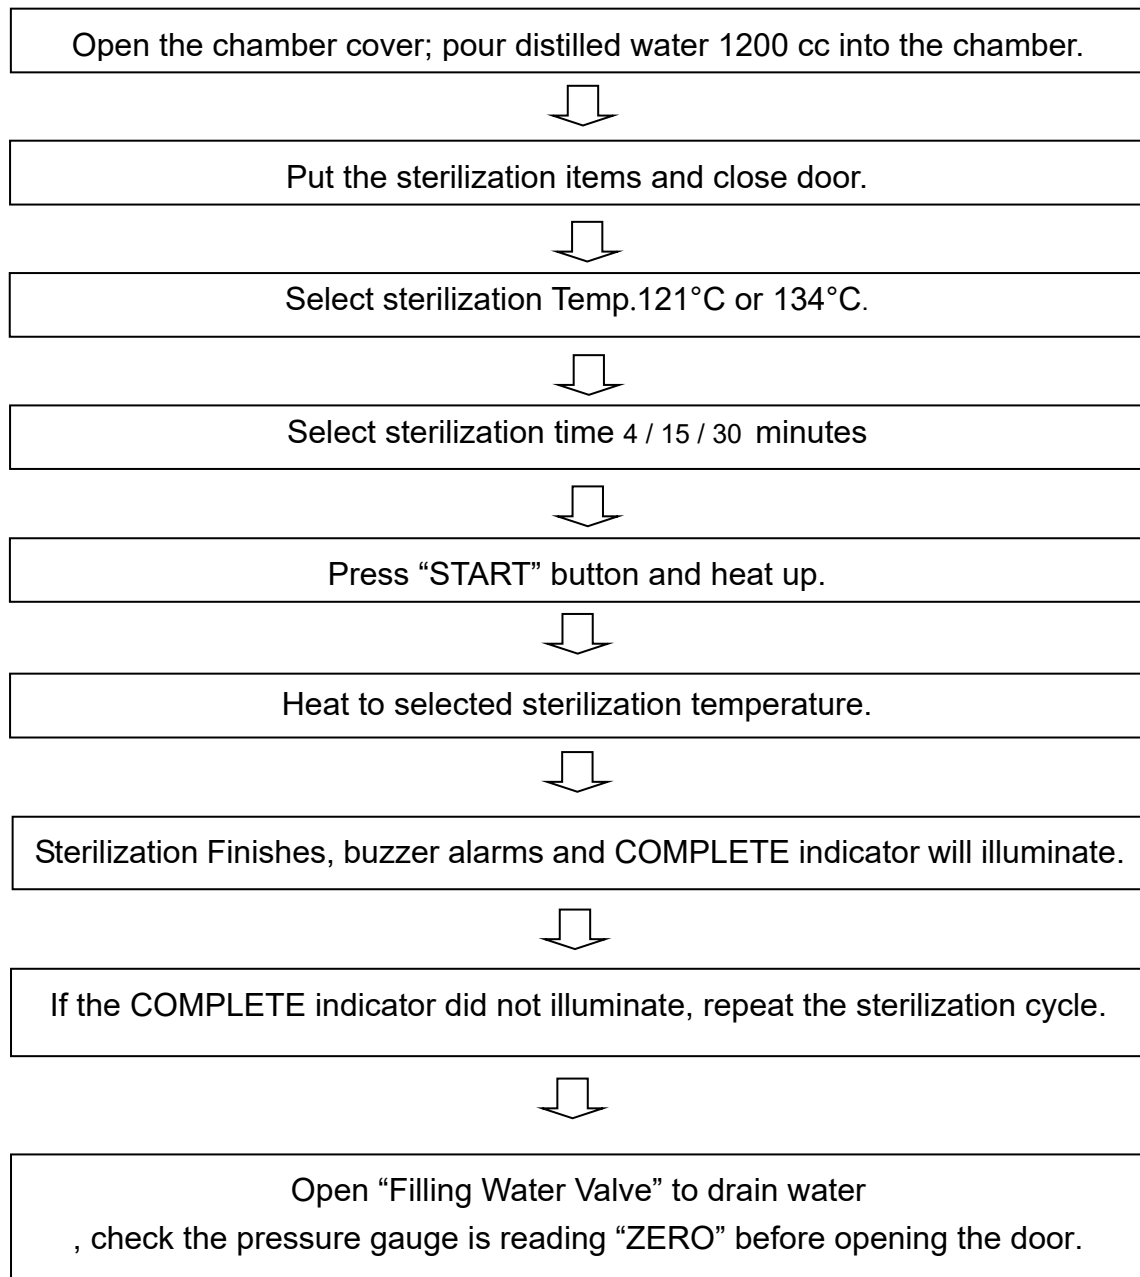 Open the chamber cover; pour distilled water 1200 cc into the chamber.
Put the sterilization items and close door.
Select sterilization Temp.121°C or 134°C.
Select sterilization time 4 / 15 / 30 minutes
Press “START” button and heat up.
Heat to selected sterilization temperature.
Sterilization Finishes, buzzer alarms and COMPLETE indicator will illuminate.
If the COMPLETE indicator did not illuminate, repeat the sterilization cycle.
Open “Filling Water Valve” to drain water
, check the pressure gauge is reading “ZERO” before opening the door.